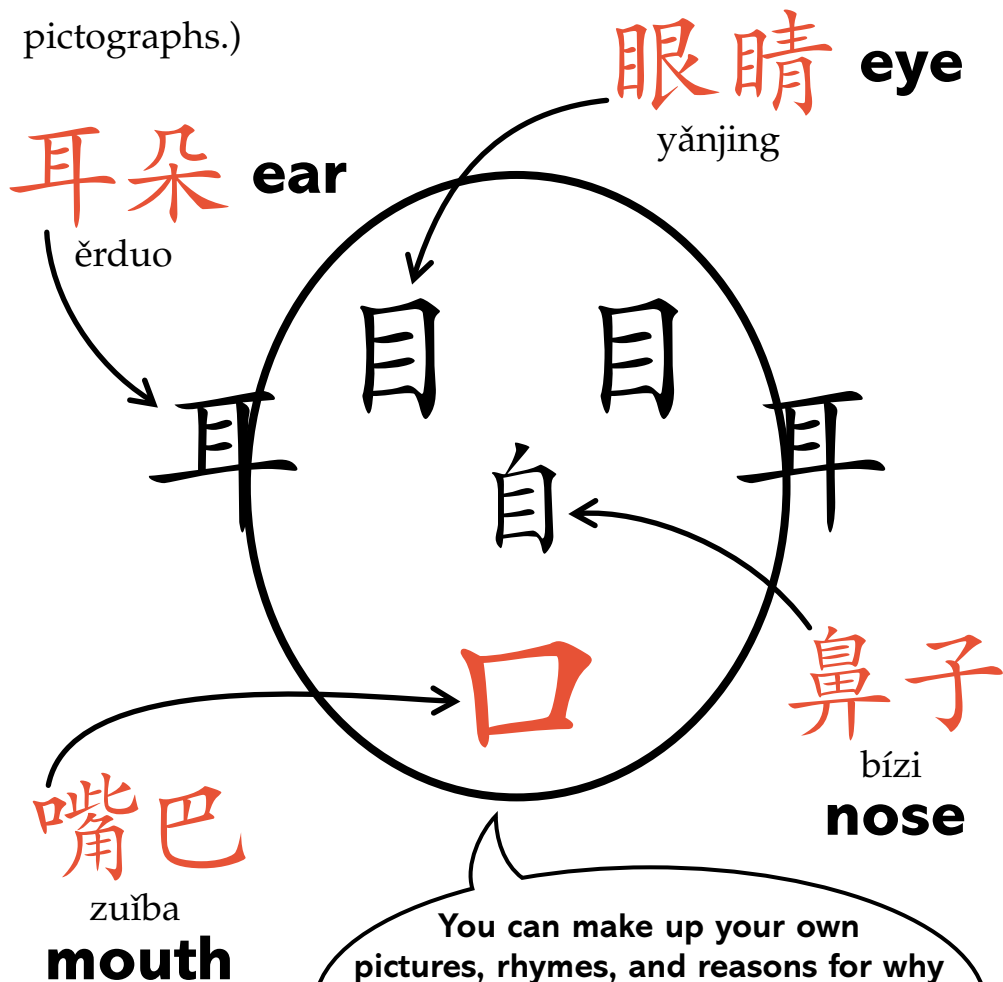 pictographs.)
眼睛 eye
yǎnjing
耳朵 ear
ěrduo
目 目
耳 耳
自
口
鼻子
bízi
nose
嘴巴
zuǐba
mouth
You can make up your own
pictures, rhymes, and reasons for why